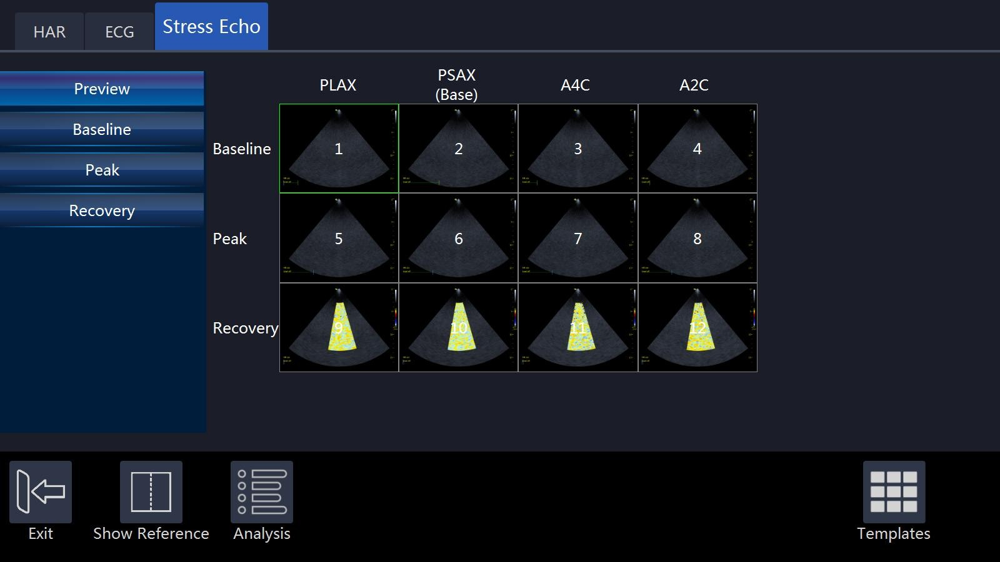 HAR
ECG
Stress Echo
Preview
Baseline
Peak
Recovery
PLAX
PSAX
(Base)
A4C
A2C
Baseline
1
2
3
4
Peak
5
6
7
8
Recovery
9
10
11
12
Exit
Show Reference
Analysis
Templates